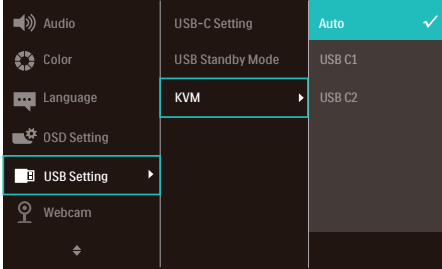 Audio
Color
Language
OSD Setting
USB Setting
Webcam
USB-C Setting
USB Standby Mode
KVM
Auto
USB C1
USB C2